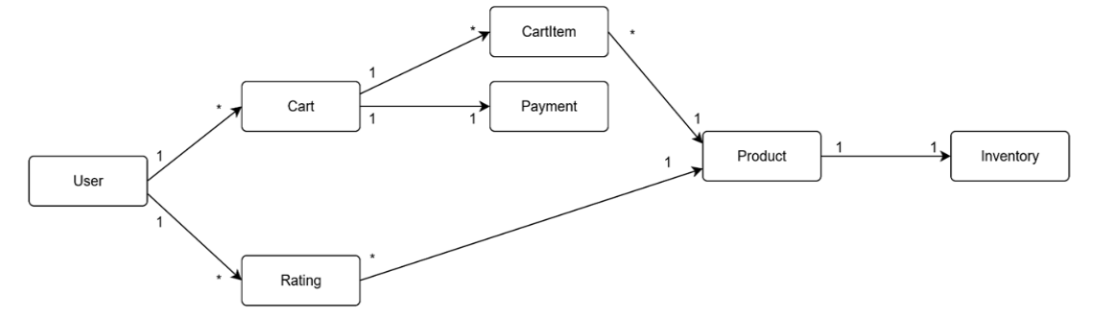 * CartItem *
1
* Cart 1 1 Payment
1 1 Product 1 1 Inventory
1
User
1
* Rating *